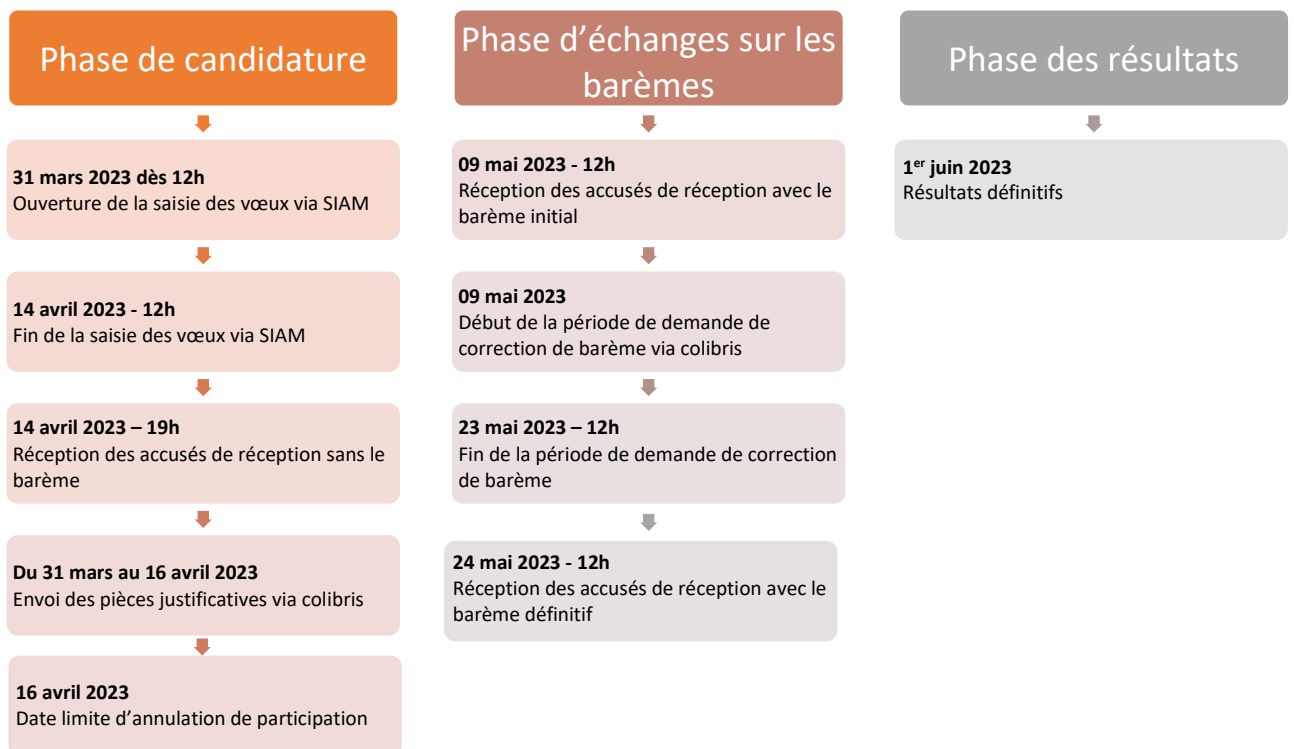 Phase de candidature
31 mars 2023 dès 12h
Ouverture de la saisie des vœux via SIAM
14 avril 2023 - 12h
Fin de la saisie des vœux via SIAM
14 avril 2023 – 19h
Réception des accusés de réception sans le
barème
Du 31 mars au 16 avril 2023
Envoi des pièces justificatives via colibris
16 avril 2023
Date limite d’annulation de participation
Phase d’échanges sur les
barèmes
09 mai 2023 - 12h
Réception des accusés de réception avec le
barème initial
09 mai 2023
Début de la période de demande de
correction de barème via colibris
23 mai 2023 – 12h
Fin de la période de demande de correction
de barème
24 mai 2023 - 12h
Réception des accusés de réception avec le
barème définitif
Phase des résultats
1er juin 2023
Résultats définitifs